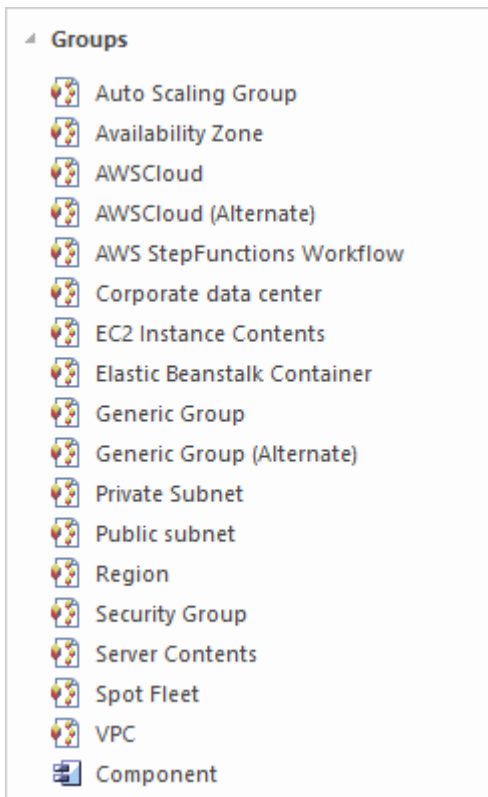 Groups
Auto Scaling Group
Availability Zone
AWSCloud
AWSCloud (Alternate)
AWS StepFunctions Workflow
Corporate data center
EC2 Instance Contents
Elastic Beanstalk Container
Generic Group
Generic Group (Alternate)
Private Subnet
Public subnet
Region
Security Group
Server Contents
Spot Fleet
VPC
Component